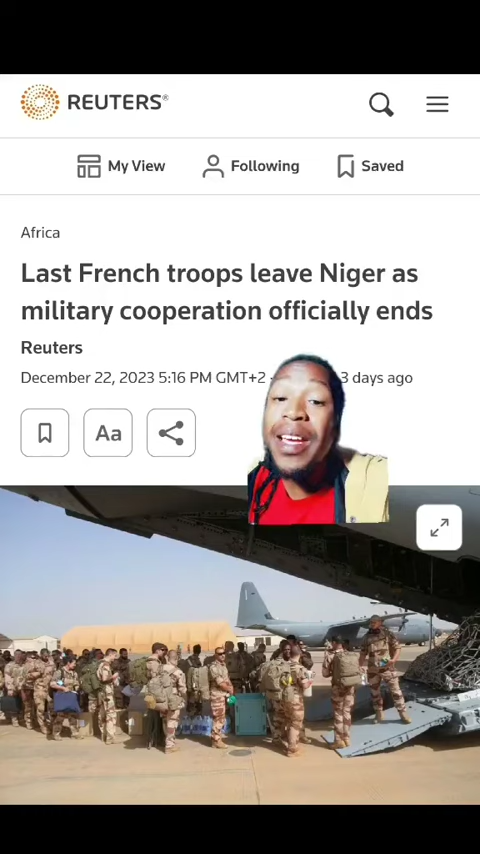 REUTERS®
My View
Following
Saved
Africa
Last French troops leave Niger as
military cooperation officially ends
Reuters
December 22, 2023 5:16 PM GMT+2 · 3 days ago
Aa